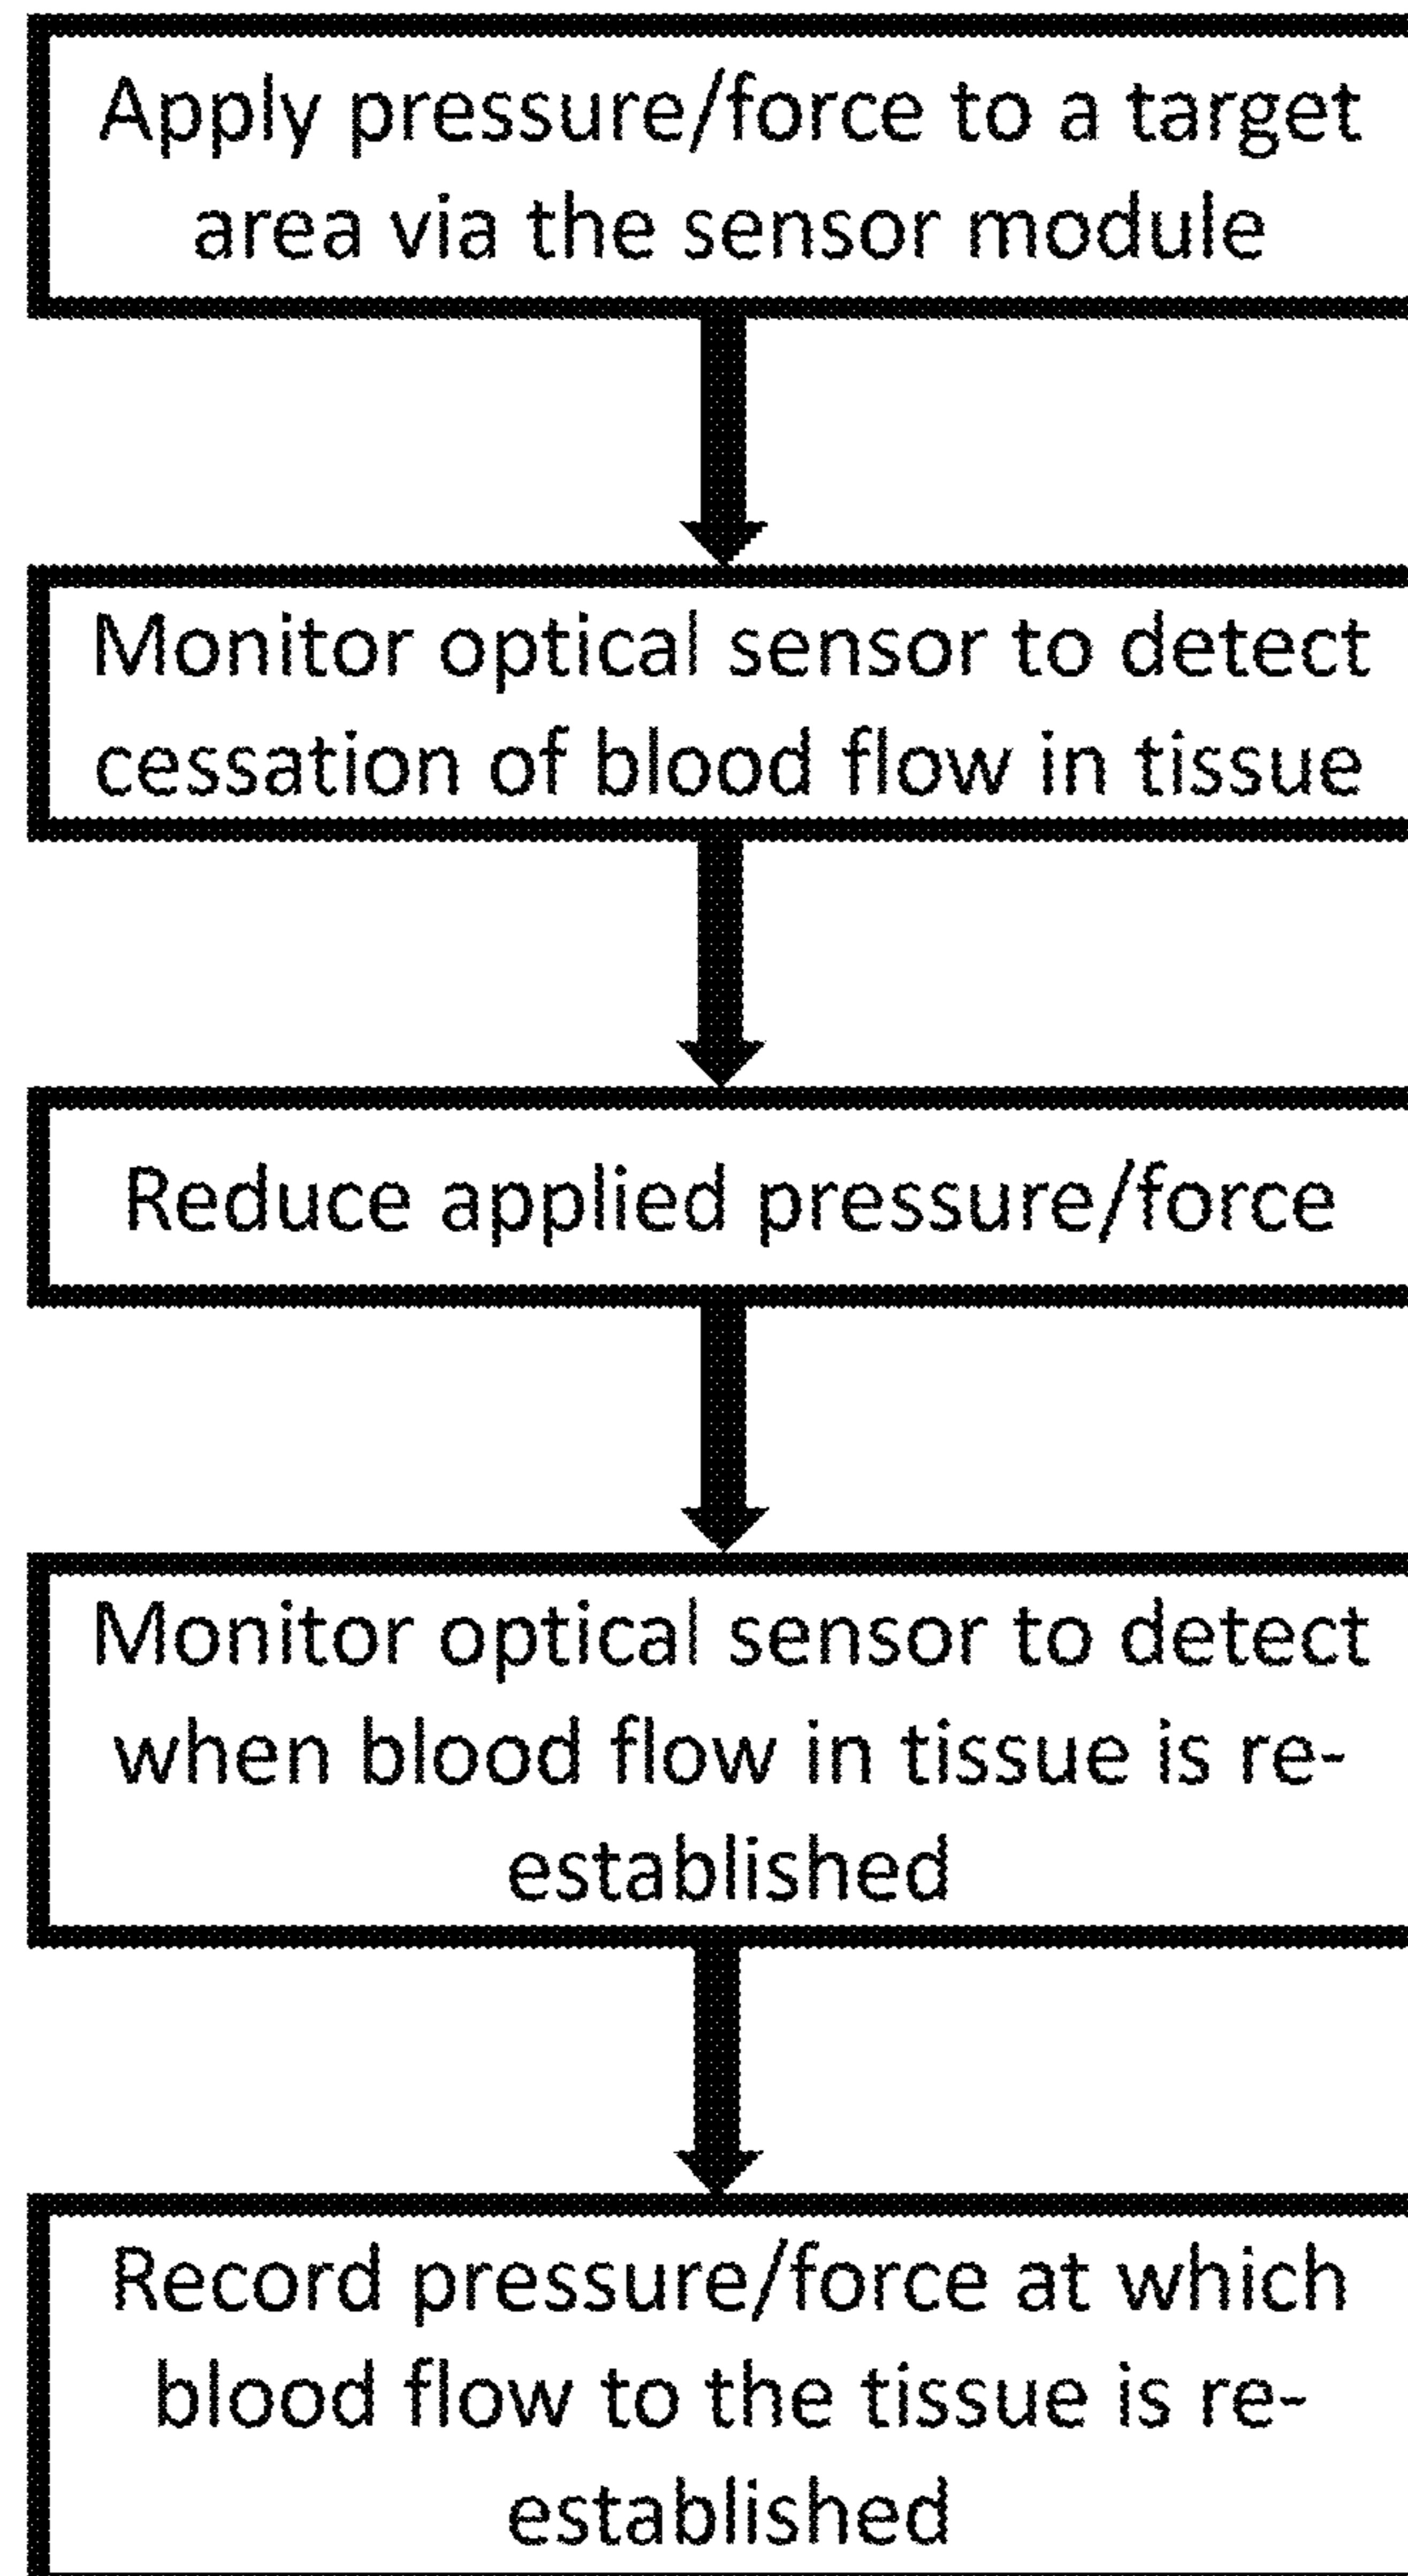 Apply pressure/force to a target
area via the sensor module
Monitor optical sensor to detect
cessation of blood flow in tissue
Reduce applied pressure/force
Monitor optical sensor to detect
when blood flow in tissue is re-
established
Record pressure/force at which
blood flow to the tissue is re-
established